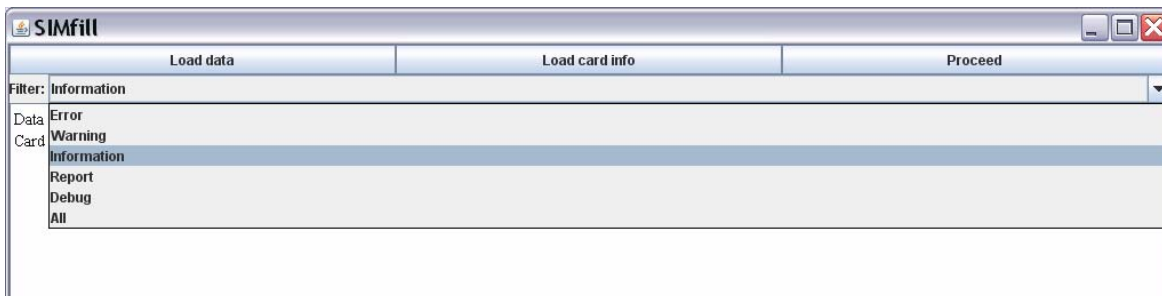 SIMfill
Load data Load card info Proceed
Filter: Information
Data Error
Card Warning
Information
Report
Debug
All